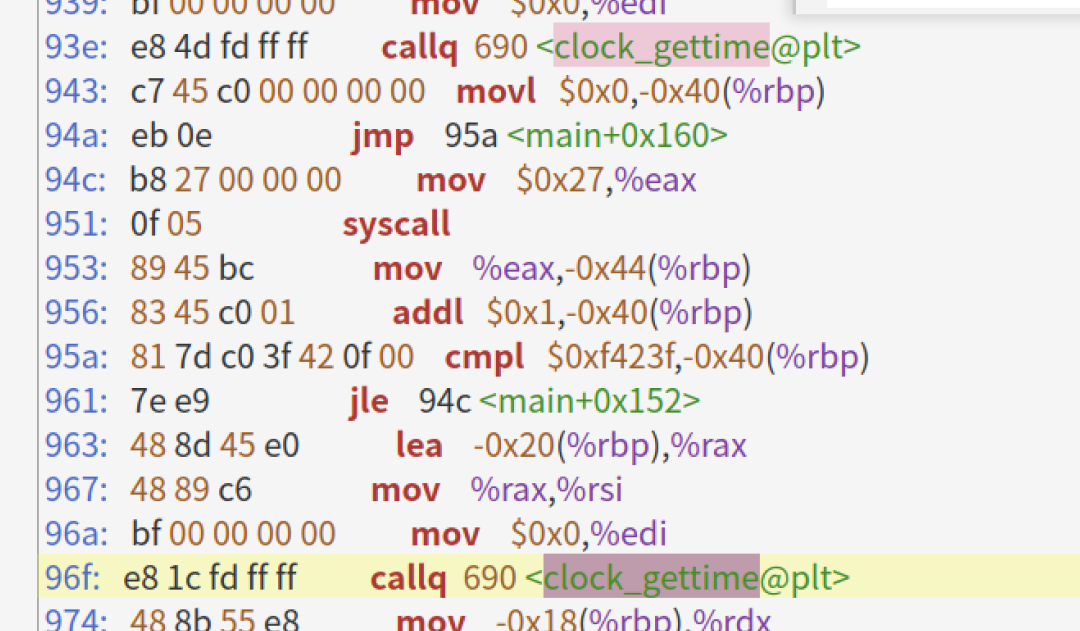 939: bf 00 00 00 00 mov $0x0,%edi
93e: e8 4d fd ff ff callq 690 <clock_gettime@plt>
943: c7 45 c0 00 00 00 00 movl $0x0,-0x40(%rbp)
94a: eb 0e jmp 95a <main+0x160>
94c: b8 27 00 00 00 mov $0x27,%eax
951: 0f 05 syscall
953: 89 45 bc mov %eax,-0x44(%rbp)
956: 83 45 c0 01 addl $0x1,-0x40(%rbp)
95a: 81 7d c0 3f 42 0f 00 cmpl $0xf423f,-0x40(%rbp)
961: 7e e9 jle 94c <main+0x152>
963: 48 8d 45 e0 lea -0x20(%rbp),%rax
967: 48 89 c6 mov %rax,%rsi
96a: bf 00 00 00 00 mov $0x0,%edi
96f: e8 1c fd ff ff callq 690 <clock_gettime@plt>
974: 48 8b 55 e8 mov -0x18(%rbp),%rdx